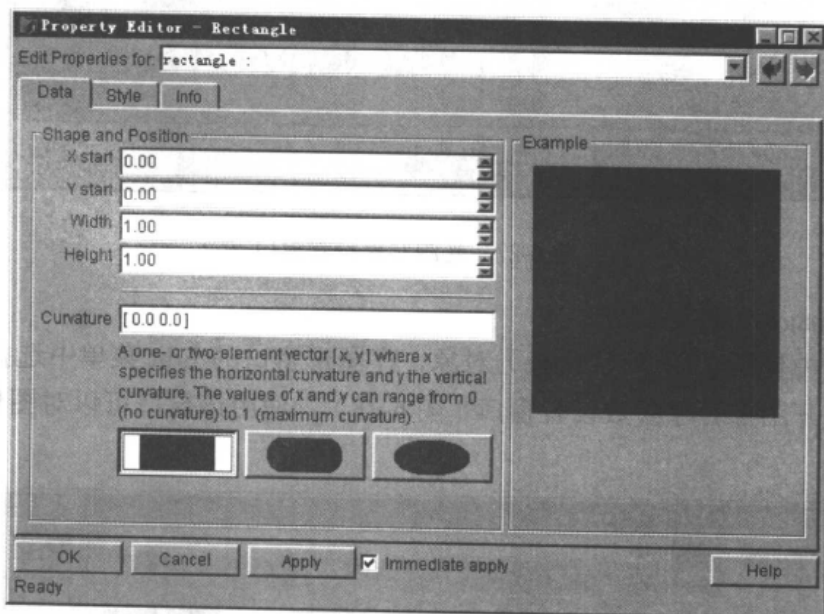 Property Editor - Rectangle
Edit Properties for: rectangle :
Data Style Info
Shape and Position
X start 0.00
Y start 0.00
Width 1.00
Height 1.00
Curvature [ 0.0 0.0 ]
A one- or two-element vector [ x, y ] where x
specifies the horizontal curvature and y the vertical
curvature. The values of x and y can range from 0
(no curvature) to 1 (maximum curvature)
Example
OK Cancel Apply Immediate apply Help
Ready